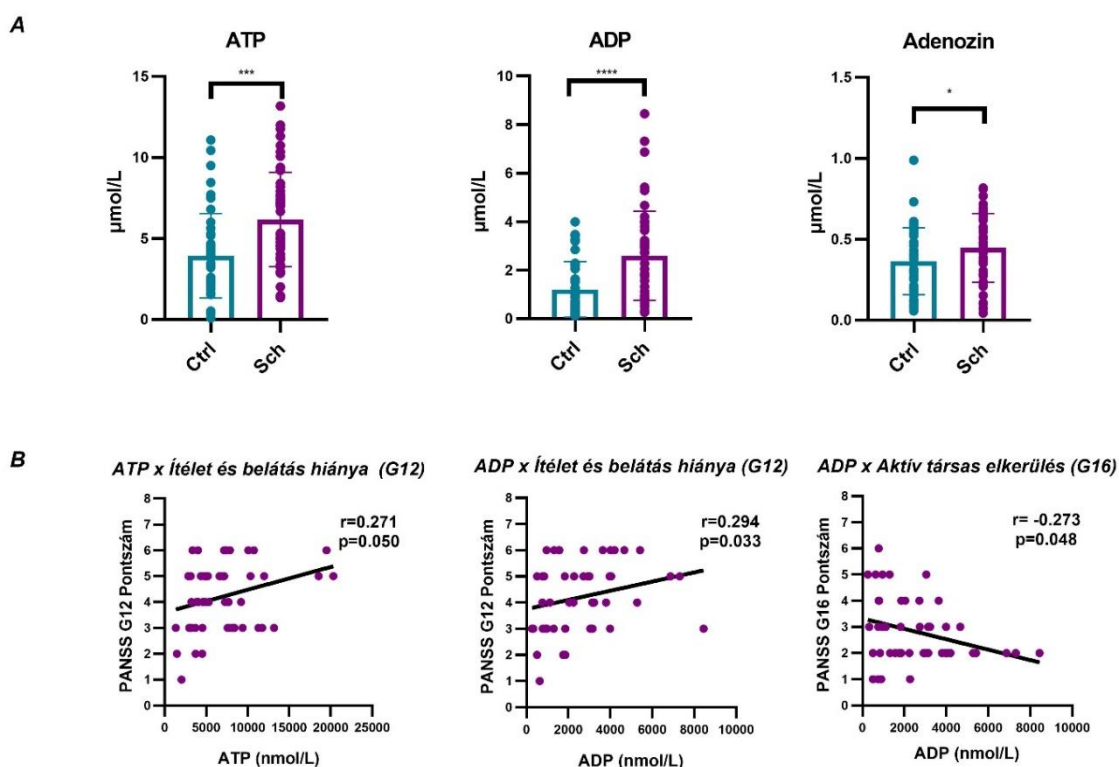 A
ATP
***
15
10
5
0
µmol/L
Ctrl
Sch
ADP
****
10
8
6
4
2
0
µmol/L
Ctrl
Sch
Adenozin
*
1.5
1.0
0.5
0.0
µmol/L
Ctrl
Sch
B
ATP x Ítélet és belátás hiánya (G12)
r=0.271
p=0.050
PANSS G12 Pontszám
8
7
6
5
4
3
2
1
0
0 5000 10000 15000 20000 25000
ATP (nmol/L)
ADP x Ítélet és belátás hiánya (G12)
r=0.294
p=0.033
PANSS G12 Pontszám
8
7
6
5
4
3
2
1
0
0 2000 4000 6000 8000 10000
ADP (nmol/L)
ADP x Aktív társas elkerülés (G16)
r= -0.273
p=0.048
PANSS G16 Pontszám
8
7
6
5
4
3
2
1
0
0 2000 4000 6000 8000 10000
ADP (nmol/L)